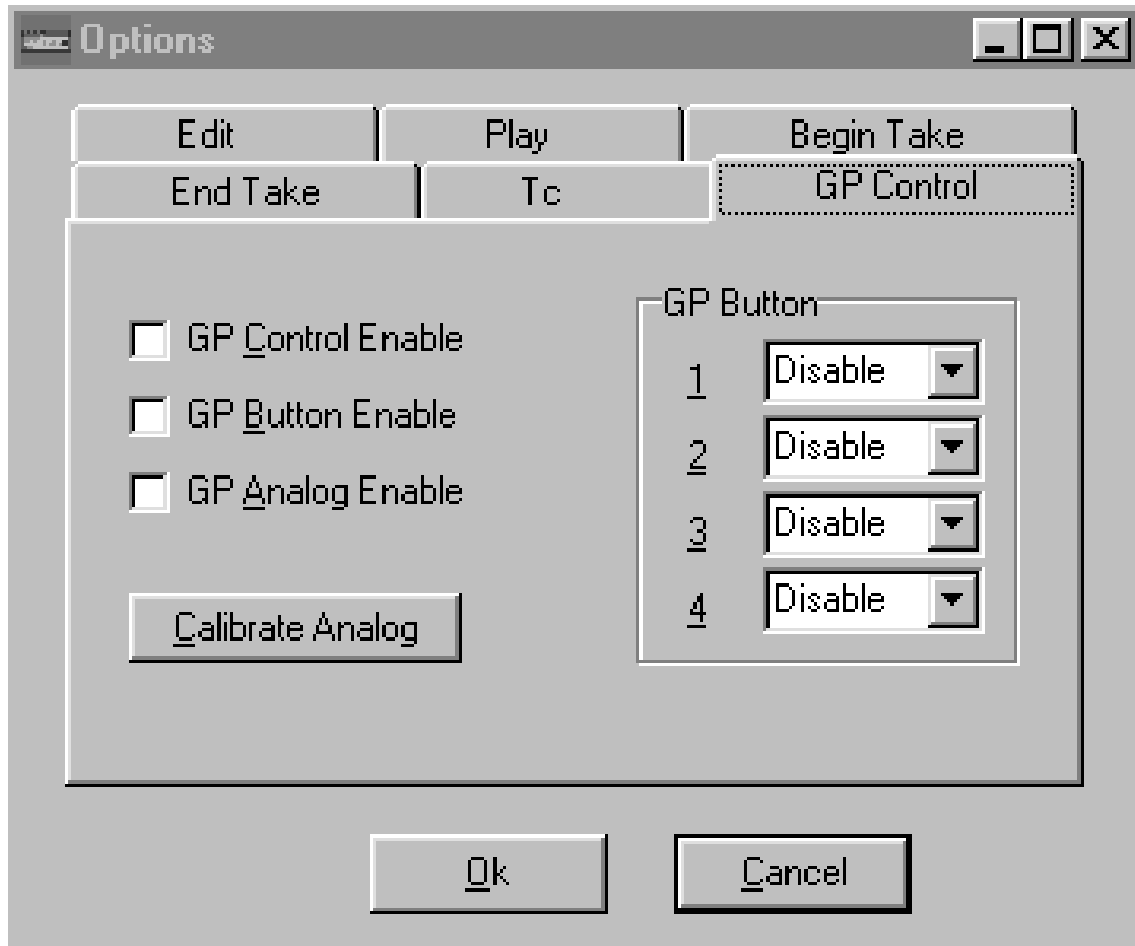 Options
Edit Play Begin Take
End Take Tc GP Control
GP Control Enable
GP Button Enable
GP Analog Enable
Calibrate Analog
GP Button
1 Disable
2 Disable
3 Disable
4 Disable
Ok Cancel